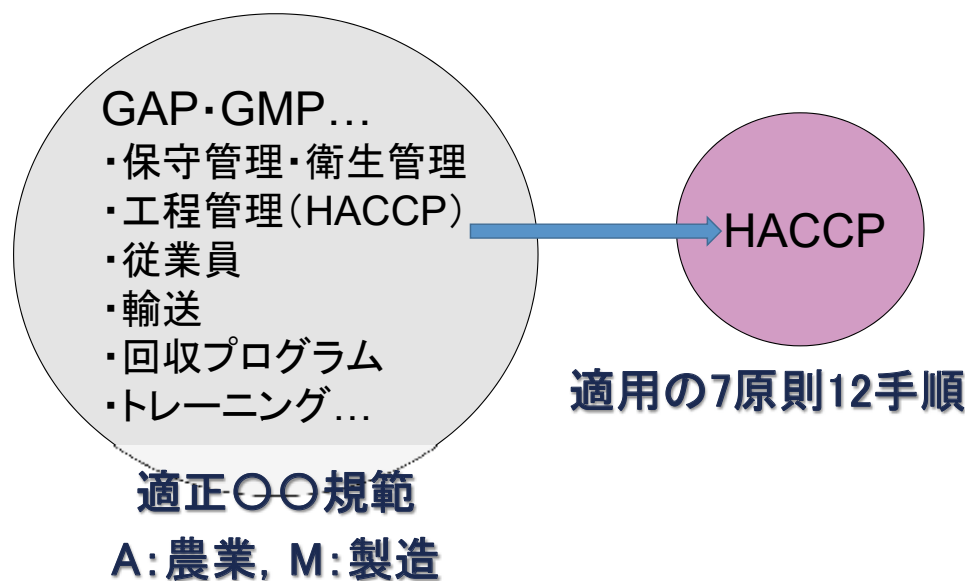 GAP・GMP…
・保守管理・衛生管理
・工程管理（HACCP）
・従業員
・輸送
・回収プログラム
・トレーニング…
適正〇〇規範
A：農業，M：製造
HACCP
適用の7原則12手順